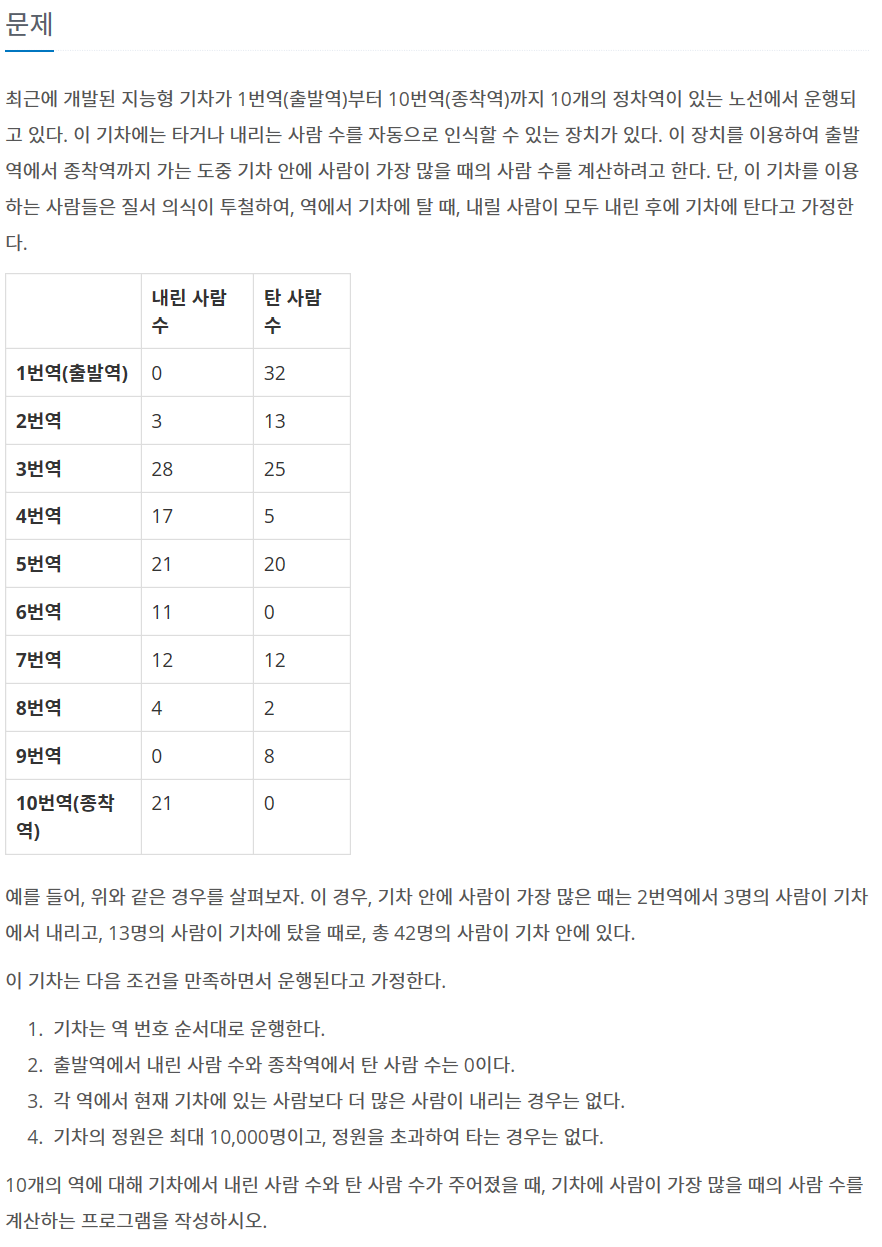 문제
최근에 개발된 지능형 기차가 1번역(출발역)부터 10번역(종착역)까지 10개의 정차역이 있는 노선에서 운행되
고 있다. 이 기차에는 타거나 내리는 사람 수를 자동으로 인식할 수 있는 장치가 있다. 이 장치를 이용하여 출발
역에서 종착역까지 가는 도중 기차 안에 사람이 가장 많을 때의 사람 수를 계산하려고 한다. 단, 이 기차를 이용
하는 사람들은 질서 의식이 투철하여, 역에서 기차에 탈 때, 내릴 사람이 모두 내린 후에 기차에 탄다고 가정한
다.
내린 사람 탄 사람
수 수
1번역(출발역) 0 32
2번역 3 13
3번역 28 25
4번역 17 5
5번역 21 20
6번역 11 0
7번역 12 12
8번역 4 2
9번역 0 8
10번역(종착 21 0
역)
예를 들어, 위와 같은 경우를 살펴보자. 이 경우, 기차 안에 사람이 가장 많은 때는 2번역에서 3명의 사람이 기차
에서 내리고, 13명의 사람이 기차에 탔을 때로, 총 42명의 사람이 기차 안에 있다.
이 기차는 다음 조건을 만족하면서 운행된다고 가정한다.
1. 기차는 역 번호 순서대로 운행한다.
2. 출발역에서 내린 사람 수와 종착역에서 탄 사람 수는 0이다.
3. 각 역에서 현재 기차에 있는 사람보다 더 많은 사람이 내리는 경우는 없다.
4. 기차의 정원은 최대 10,000명이고, 정원을 초과하여 타는 경우는 없다.
10개의 역에 대해 기차에서 내린 사람 수와 탄 사람 수가 주어졌을 때, 기차에 사람이 가장 많을 때의 사람 수를
계산하는 프로그램을 작성하시오.